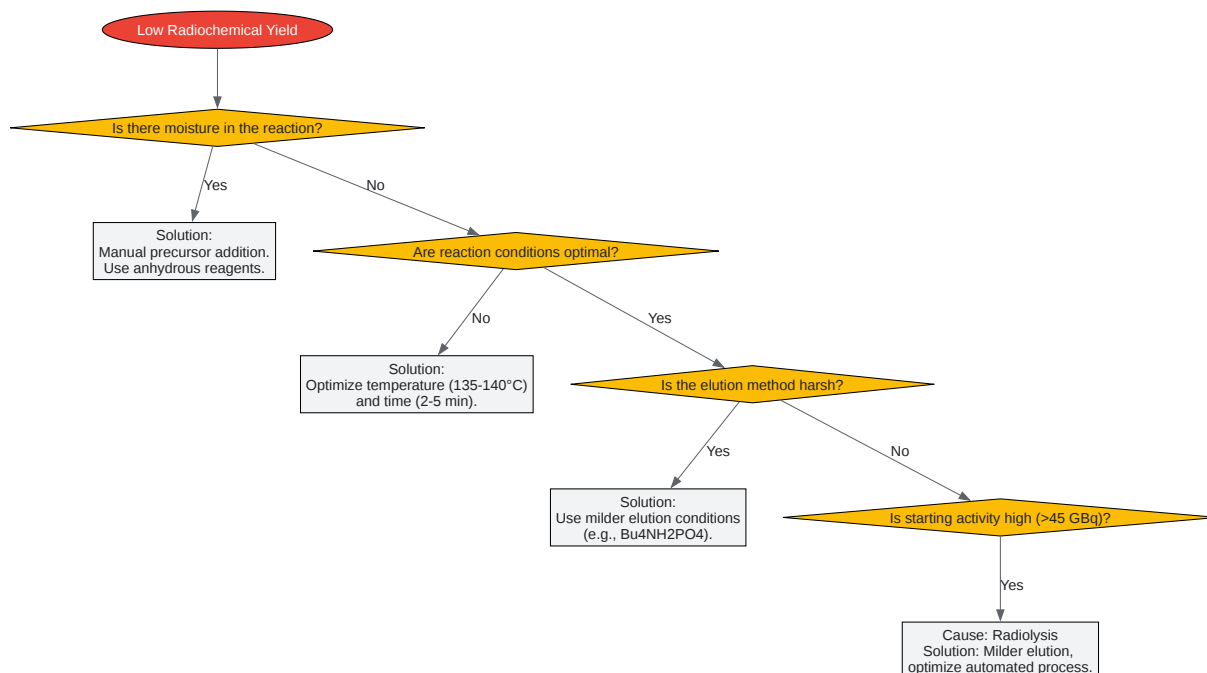 Low Radiochemical Yield
Is there moisture in the reaction?
Yes
No
Solution:
Manual precursor addition.
Use anhydrous reagents.
Are reaction conditions optimal?
No
Yes
Solution:
Optimize temperature (135-140°C)
and time (2-5 min).
Is the elution method harsh?
Yes
No
Solution:
Use milder elution conditions
(e.g., Bu4NH2PO4).
Is starting activity high (>45 GBq)?
Yes
Cause: Radiolysis
Solution: Milder elution,
optimize automated process.